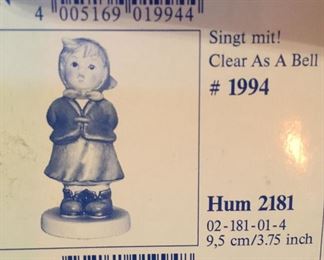 4 005169 019944
Singt mit!
Clear As A Bell
# 1994
Hum 2181
02-181-01-4
9,5 cm/3.75 inch